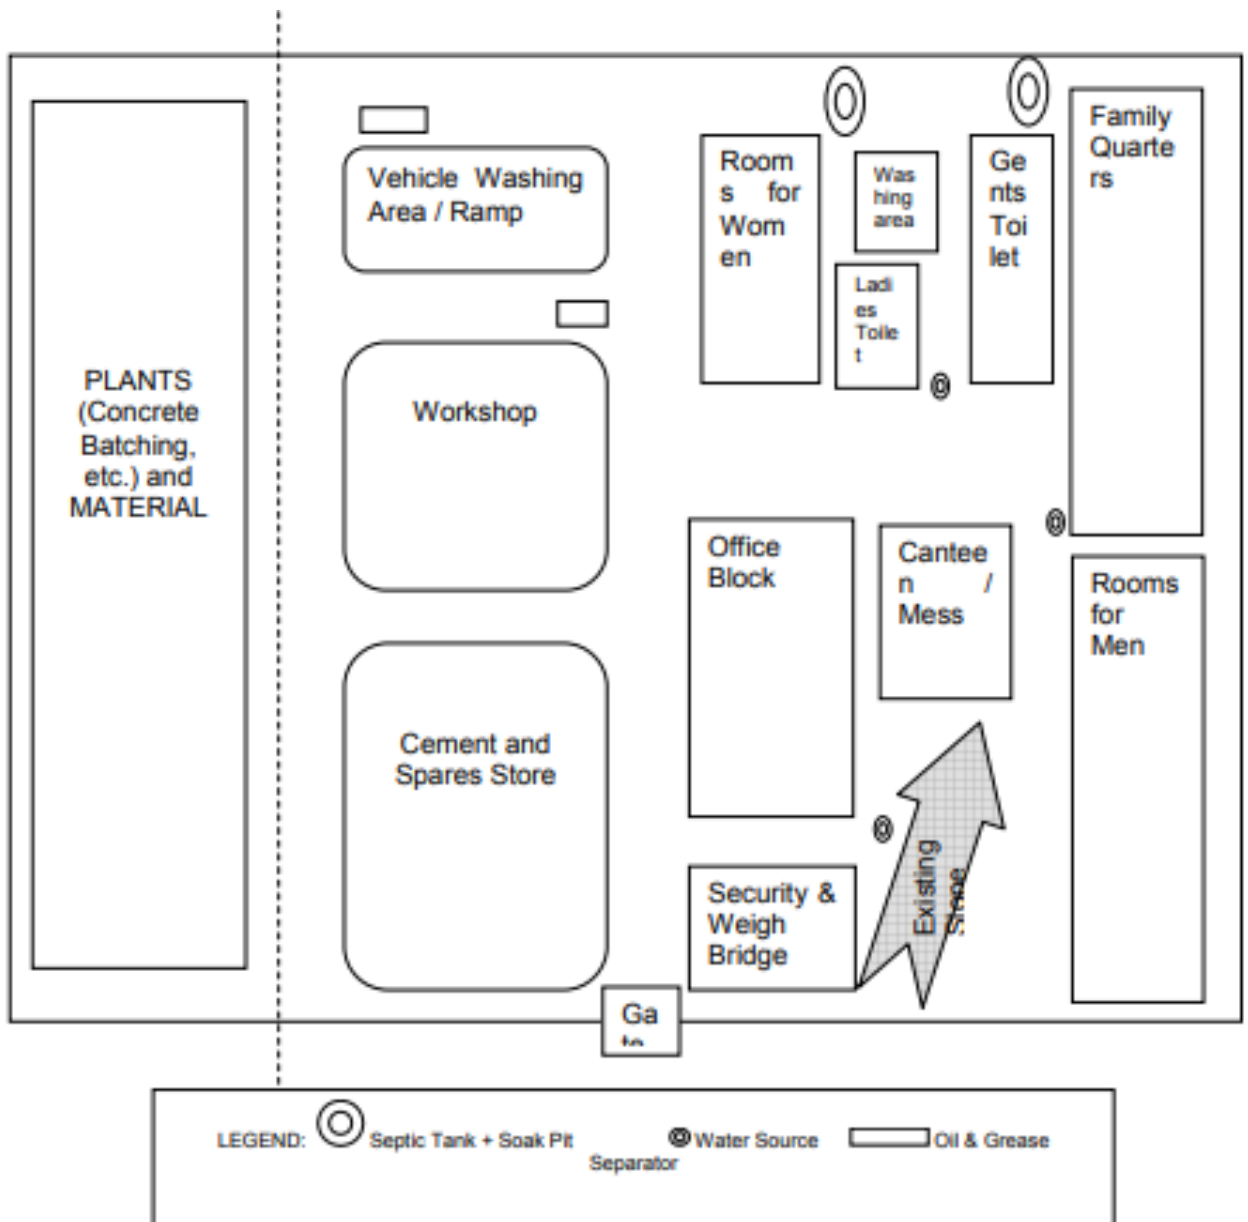 PLANTS
(Concrete
Batching,
etc.) and
MATERIAL
Vehicle Washing
Area / Ramp
Workshop
Cement and
Spares Store
Room
s for
Wom
en
Was
hing
area
Ladi
es
Toile
t
Ge
nts
Toi
let
Family
Quarte
rs
Office
Block
Cantee
n /
Mess
Rooms
for
Men
Security &
Weigh
Bridge
Existing
Slope
Ga
te
LEGEND: Septic Tank + Soak Pit Water Source Oil & Grease
Separator